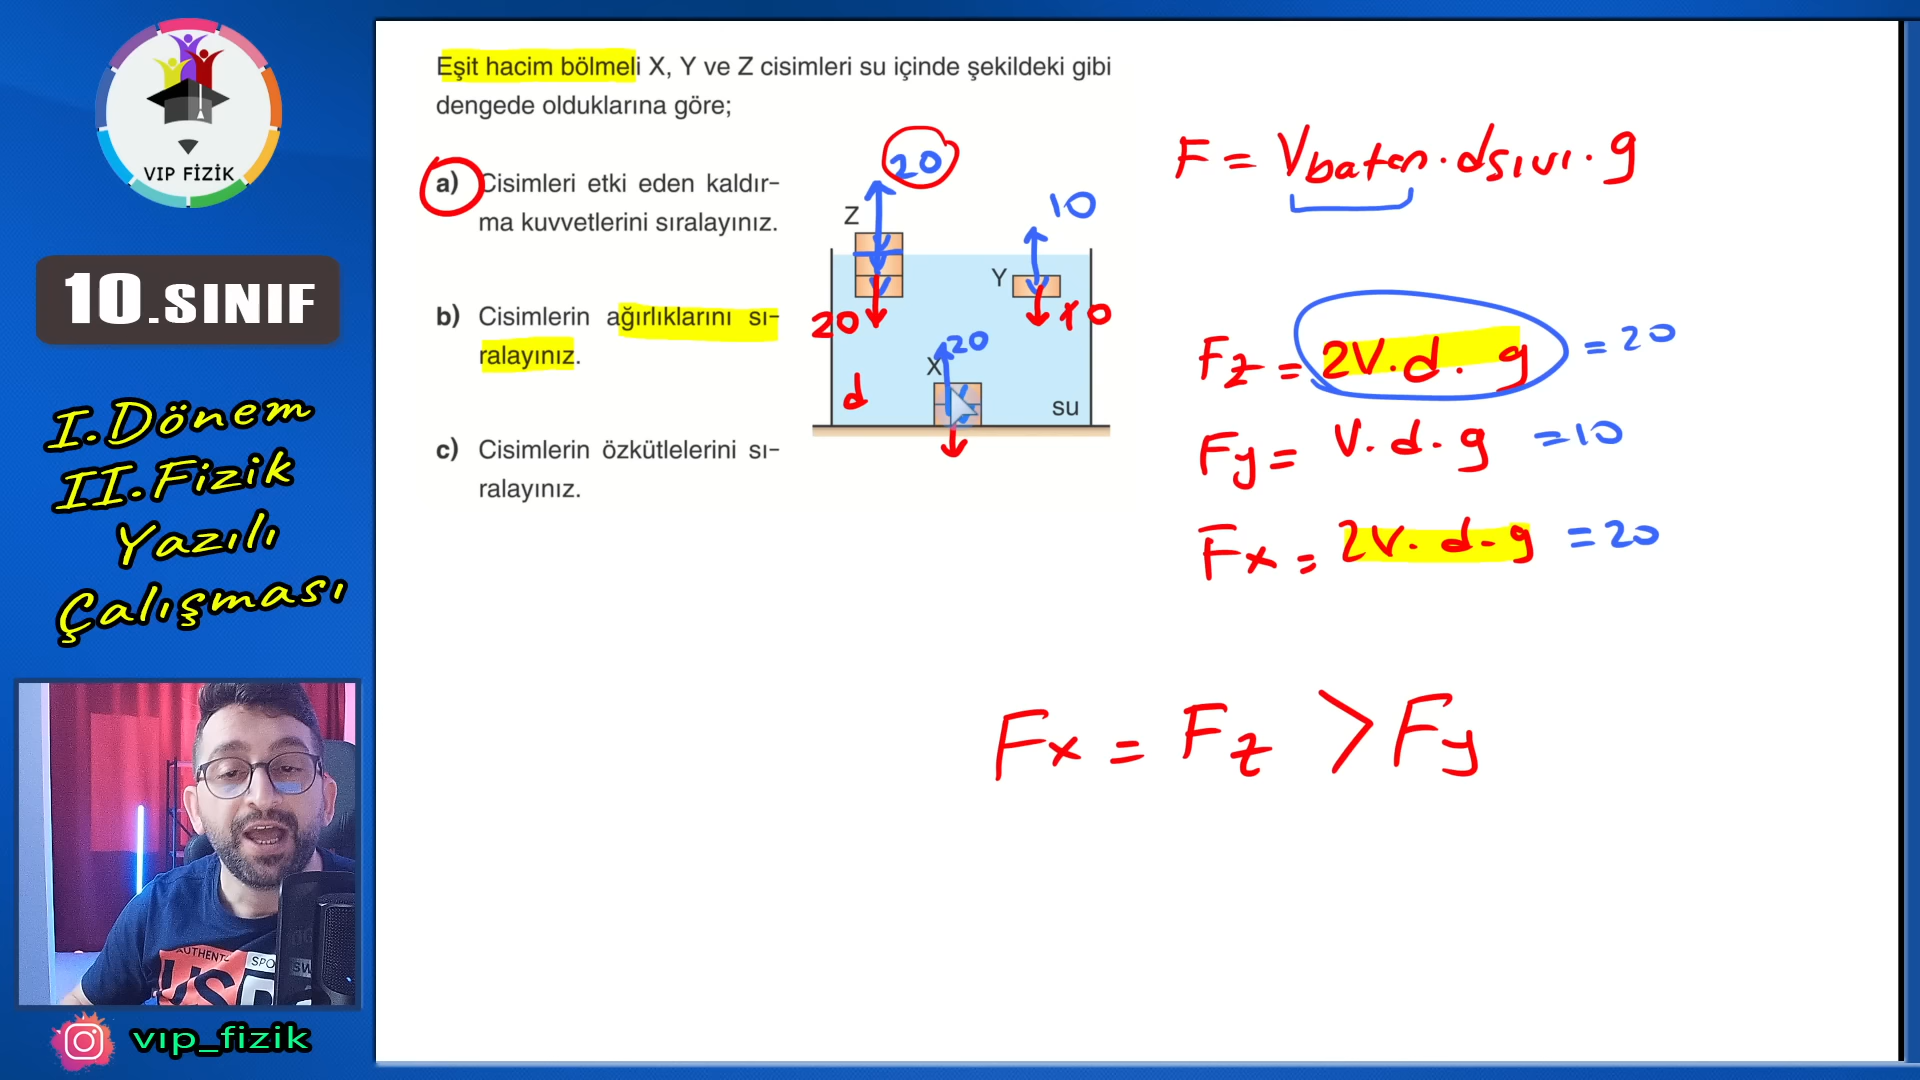 VIP FİZİK
10.SINIF
I.Dönem
II.Fizik
Yazılı
Çalışması
AUTHENT
SPO
US
vıp_fizik
Eşit hacim bölmeli X, Y ve Z cisimleri su içinde şekildeki gibi
dengede olduklarına göre;
a) Cisimleri etki eden kaldır-
ma kuvvetlerini sıralayınız.
b) Cisimlerin ağırlıklarını sı-
ralayınız.
c) Cisimlerin özkütlelerini sı-
ralayınız.
20
Z
10
Y
20
10
20
X
d
su
F = Vbatan . dsıvı . g
Fz = 2V.d. g = 20
Fy = V. d. g = 10
Fx = 2V. d. g = 20
Fx = Fz > Fy